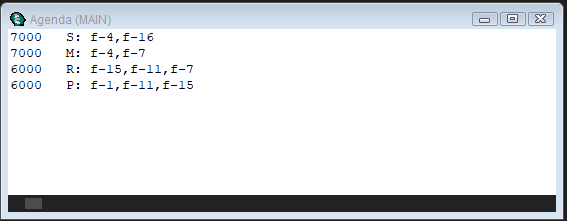 Agenda (MAIN)
7000 S: f-4,f-16
7000 M: f-4,f-7
6000 R: f-15,f-11,f-7
6000 P: f-1,f-11,f-15